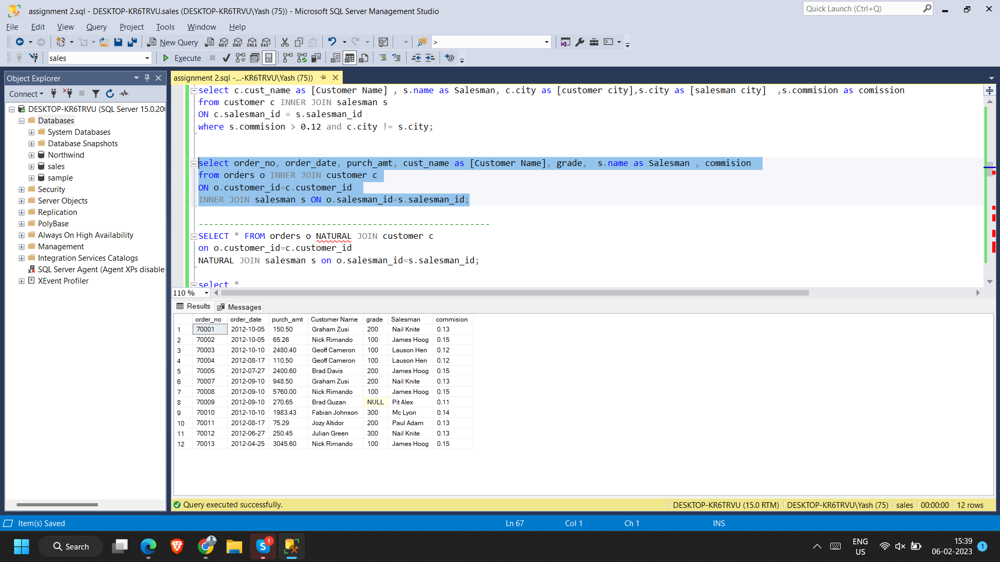 assignment 2.sql - DESKTOP-KR6TRVU.sales (DESKTOP-KR6TRVU\Yash (75)) - Microsoft SQL Server Management Studio
Quick Launch (Ctrl+Q)
File Edit View Query Project Tools Window Help
New Query
MDX DMX XMLA DAX
>
sales
Execute
Object Explorer
Connect
DESKTOP-KR6TRVU (SQL Server 15.0.200
Databases
System Databases
Database Snapshots
Northwind
sales
sample
Security
Server Objects
Replication
PolyBase
Always On High Availability
Management
Integration Services Catalogs
SQL Server Agent (Agent XPs disable
XEvent Profiler
assignment 2.sql -...-KR6TRVU\Yash (75))
select c.cust_name as [Customer Name] , s.name as Salesman, c.city as [customer city],s.city as [salesman city]  ,s.commision as comission
from customer c INNER JOIN salesman s
ON c.salesman_id = s.salesman_id
where s.commision > 0.12 and c.city != s.city;
select order_no, order_date, purch_amt, cust_name as [Customer Name], grade,  s.name as Salesman , commision
from orders o INNER JOIN customer c
ON o.customer_id=c.customer_id
INNER JOIN salesman s ON o.salesman_id=s.salesman_id;
---------------------------------------------------------
SELECT * FROM orders o NATURAL JOIN customer c
on o.customer_id=c.customer_id
NATURAL JOIN salesman s on o.salesman_id=s.salesman_id;
select *
110 %
Results Messages
order_no order_date purch_amt Customer Name grade Salesman commision
1 70001 2012-10-05 150.50 Graham Zusi 200 Nail Knite 0.13
2 70002 2012-10-05 65.26 Nick Rimando 100 James Hoog 0.15
3 70003 2012-10-10 2480.40 Geoff Cameron 100 Lauson Hen 0.12
4 70004 2012-08-17 110.50 Geoff Cameron 100 Lauson Hen 0.12
5 70005 2012-07-27 2400.60 Brad Davis 200 James Hoog 0.15
6 70007 2012-09-10 948.50 Graham Zusi 200 Nail Knite 0.13
7 70008 2012-09-10 5760.00 Nick Rimando 100 James Hoog 0.15
8 70009 2012-09-10 270.65 Brad Guzan NULL Pit Alex 0.11
9 70010 2012-10-10 1983.43 Fabian Johnson 300 Mc Lyon 0.14
10 70011 2012-08-17 75.29 Jozy Altidor 200 Paul Adam 0.13
11 70012 2012-06-27 250.45 Julian Green 300 Nail Knite 0.13
12 70013 2012-04-25 3045.60 Nick Rimando 100 James Hoog 0.15
Query executed successfully.
DESKTOP-KR6TRVU (15.0 RTM) DESKTOP-KR6TRVU\Yash (75) sales 00:00:00 12 rows
Item(s) Saved
Ln 67 Col 1 Ch 1 INS
Search
S 1
ENG
US
15:39
06-02-2023
1